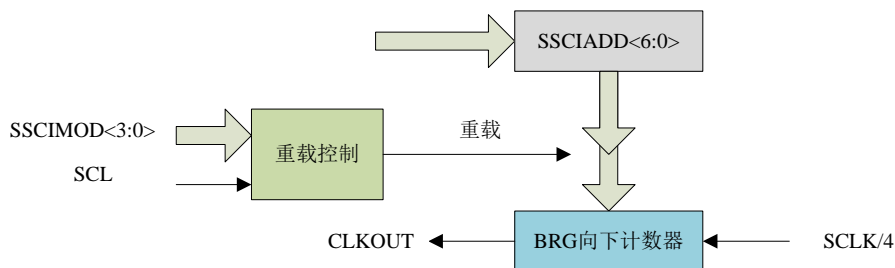 SSCIADD<6:0>
SSCIMOD<3:0>
重载控制
重载
SCL
CLKOUT
BRG向下计数器
SCLK/4